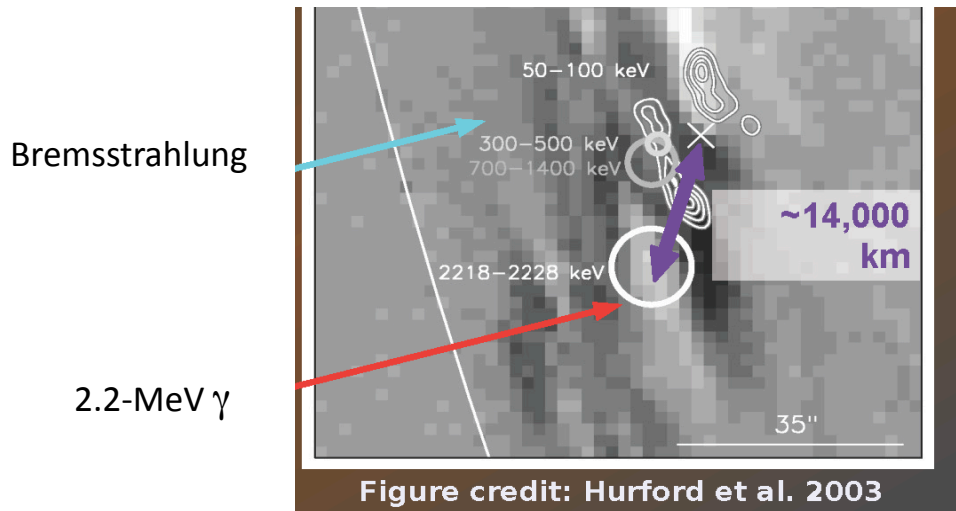 50−100 keV
Bremsstrahlung
300−500 keV
700−1400 keV
~14,000
km
2218−2228 keV
2.2-MeV γ
35"
Figure credit: Hurford et al. 2003